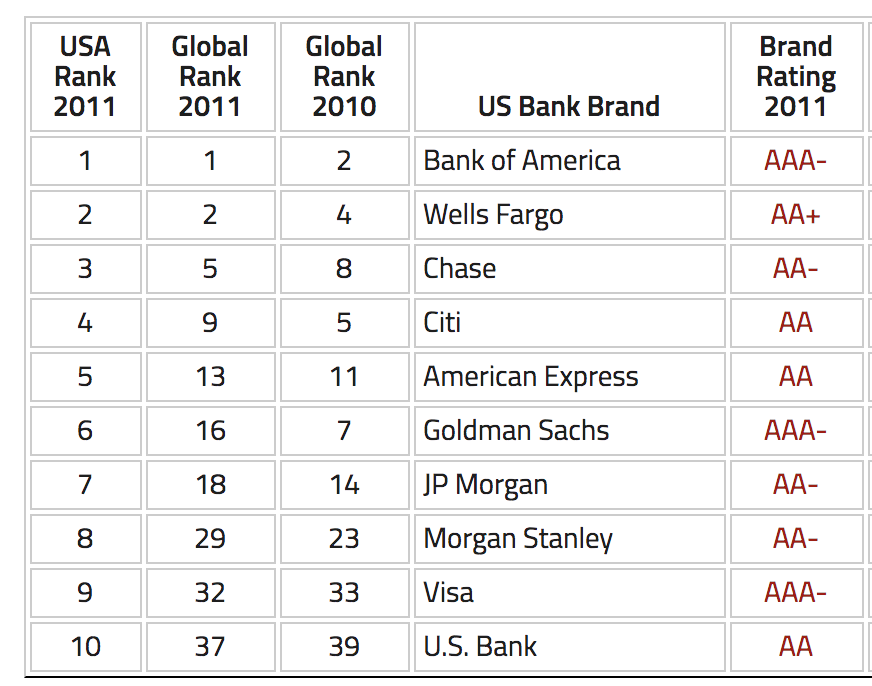 USA Rank 2011 Global Rank 2011 Global Rank 2010 US Bank Brand Brand Rating 2011
1 1 2 Bank of America AAA-
2 2 4 Wells Fargo AA+
3 5 8 Chase AA-
4 9 5 Citi AA
5 13 11 American Express AA
6 16 7 Goldman Sachs AAA-
7 18 14 JP Morgan AA-
8 29 23 Morgan Stanley AA-
9 32 33 Visa AAA-
10 37 39 U.S. Bank AA